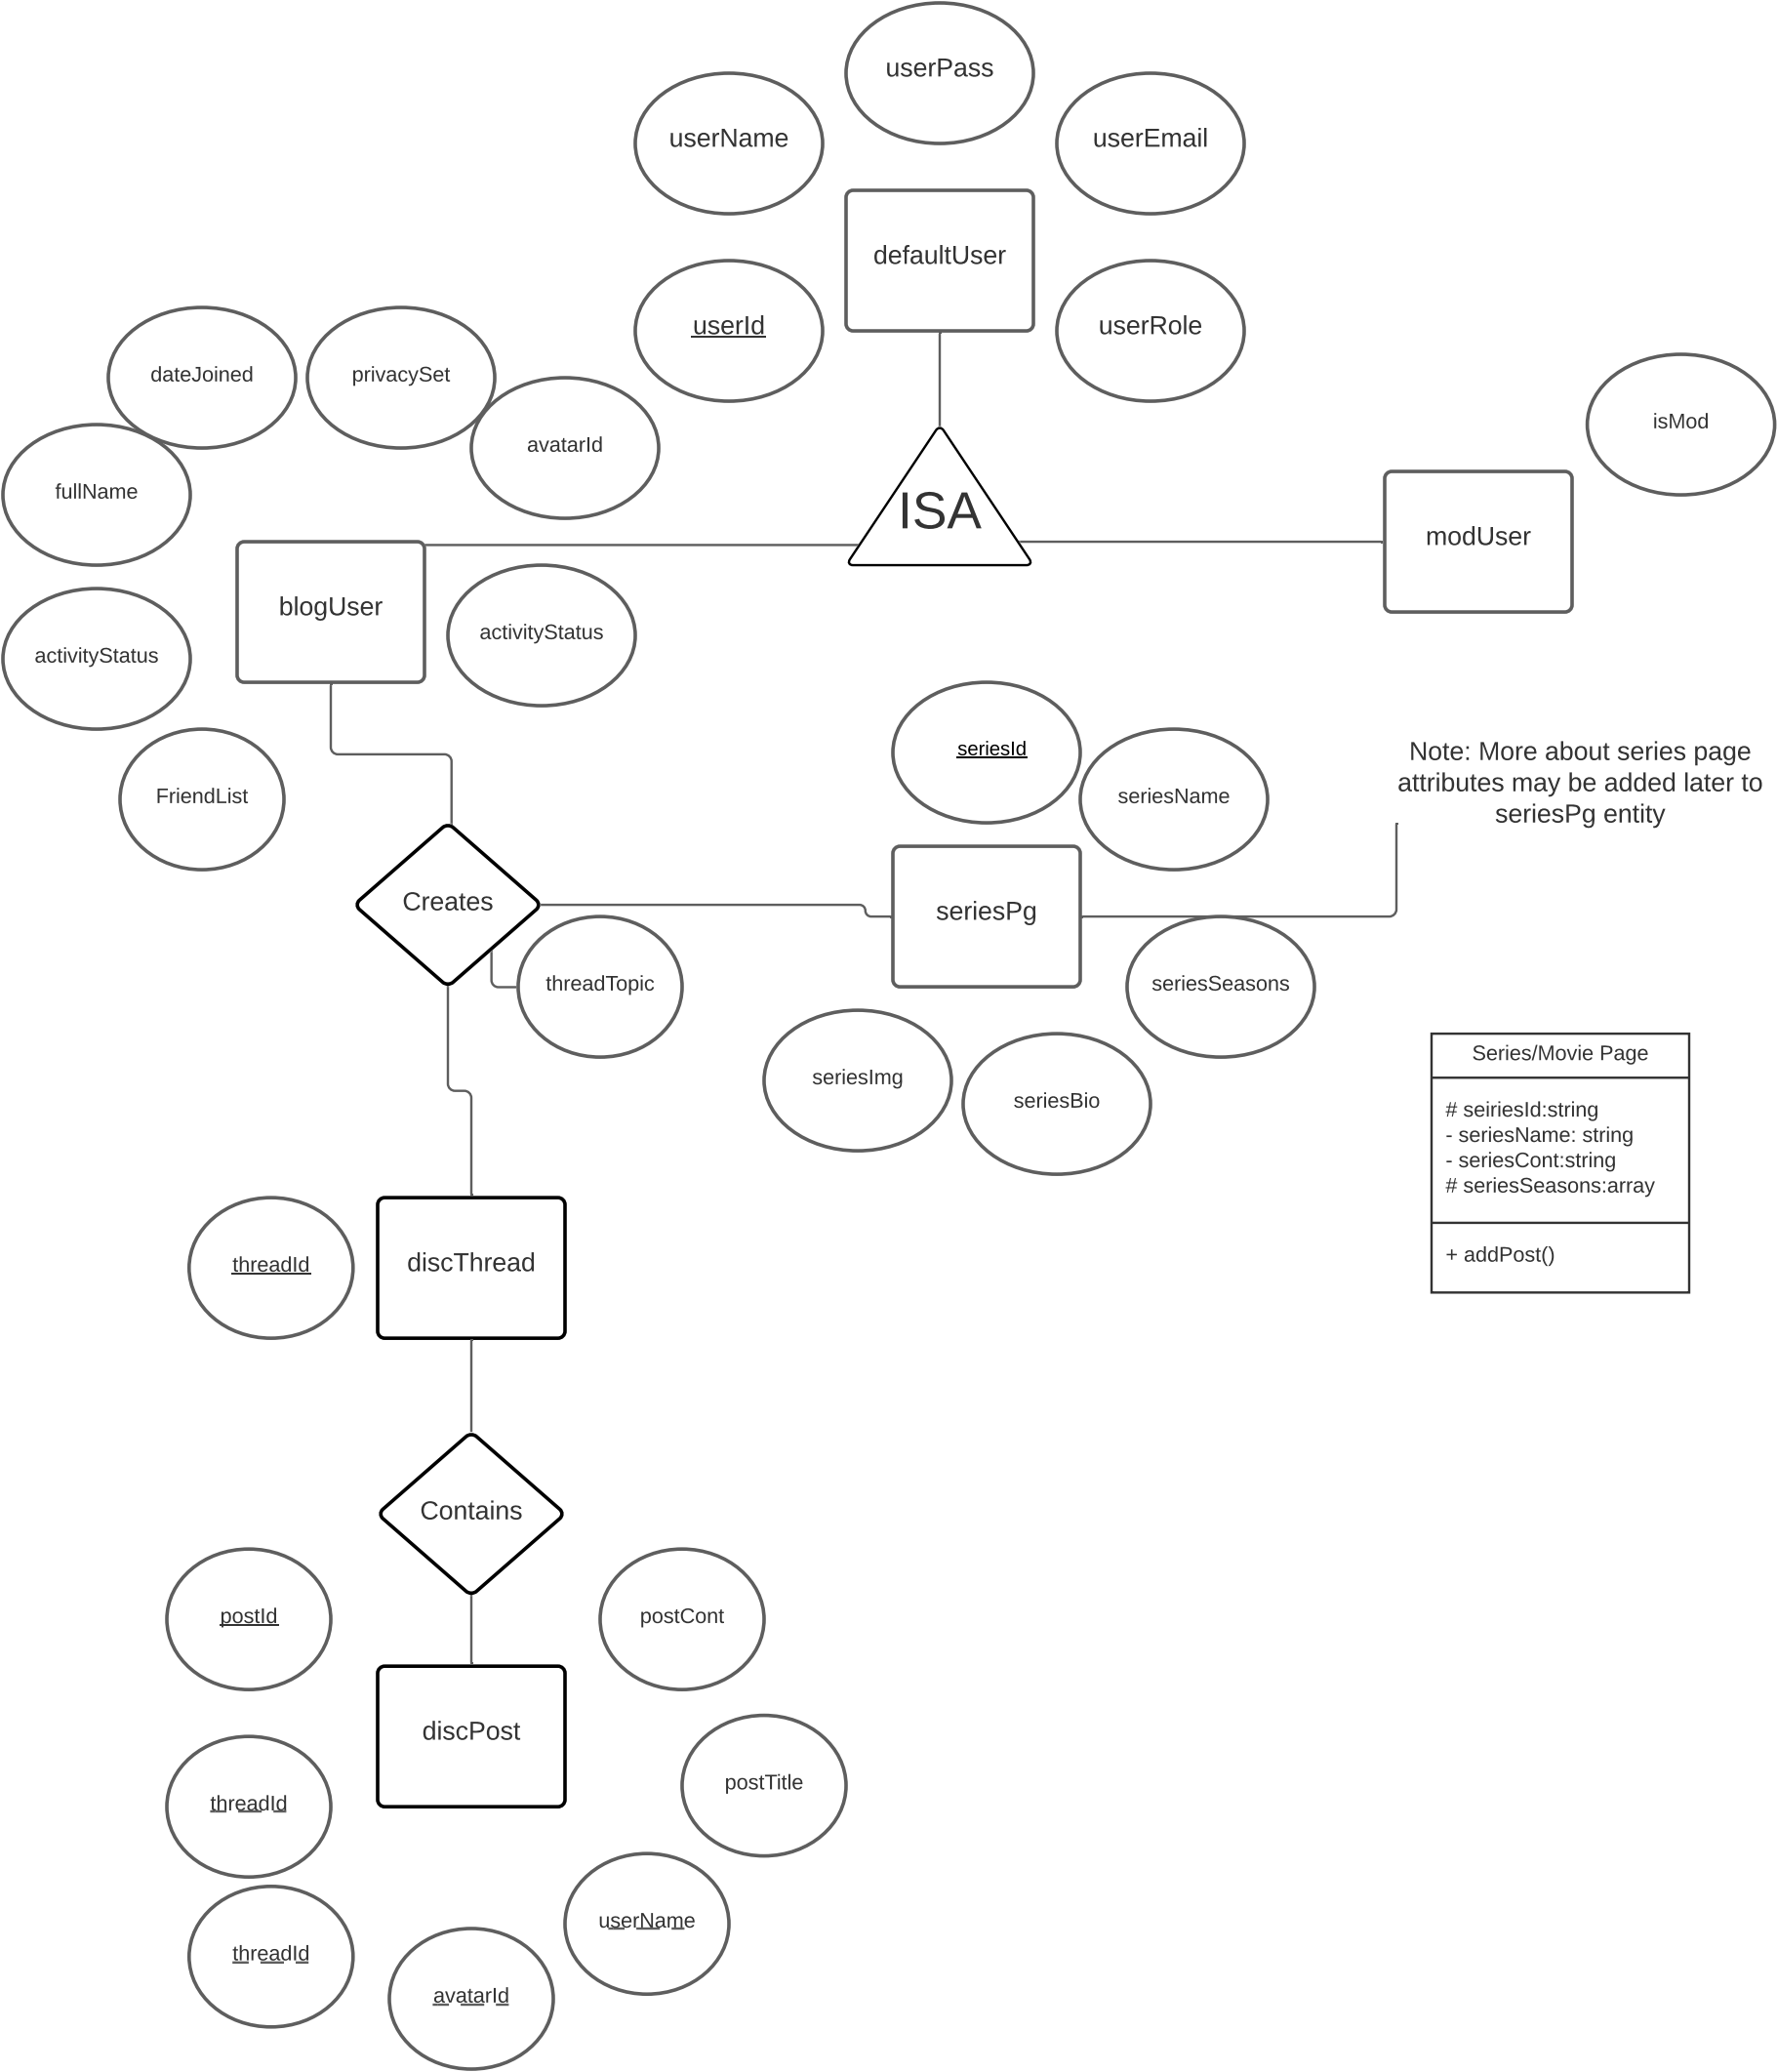 userPass
userName
userEmail
defaultUser
userId
userRole
dateJoined
privacySet
avatarId
isMod
fullName
ISA
modUser
blogUser
activityStatus
activityStatus
seriesId
Note: More about series page
attributes may be added later to
seriesPg entity
FriendList
seriesName
Creates
seriesPg
threadTopic
seriesSeasons
seriesImg
seriesBio
Series/Movie Page
# seiriesId:string
- seriesName: string
- seriesCont:string
# seriesSeasons:array
+ addPost()
threadId
discThread
Contains
postId
postCont
discPost
postTitle
threadId
userName
threadId
avatarId